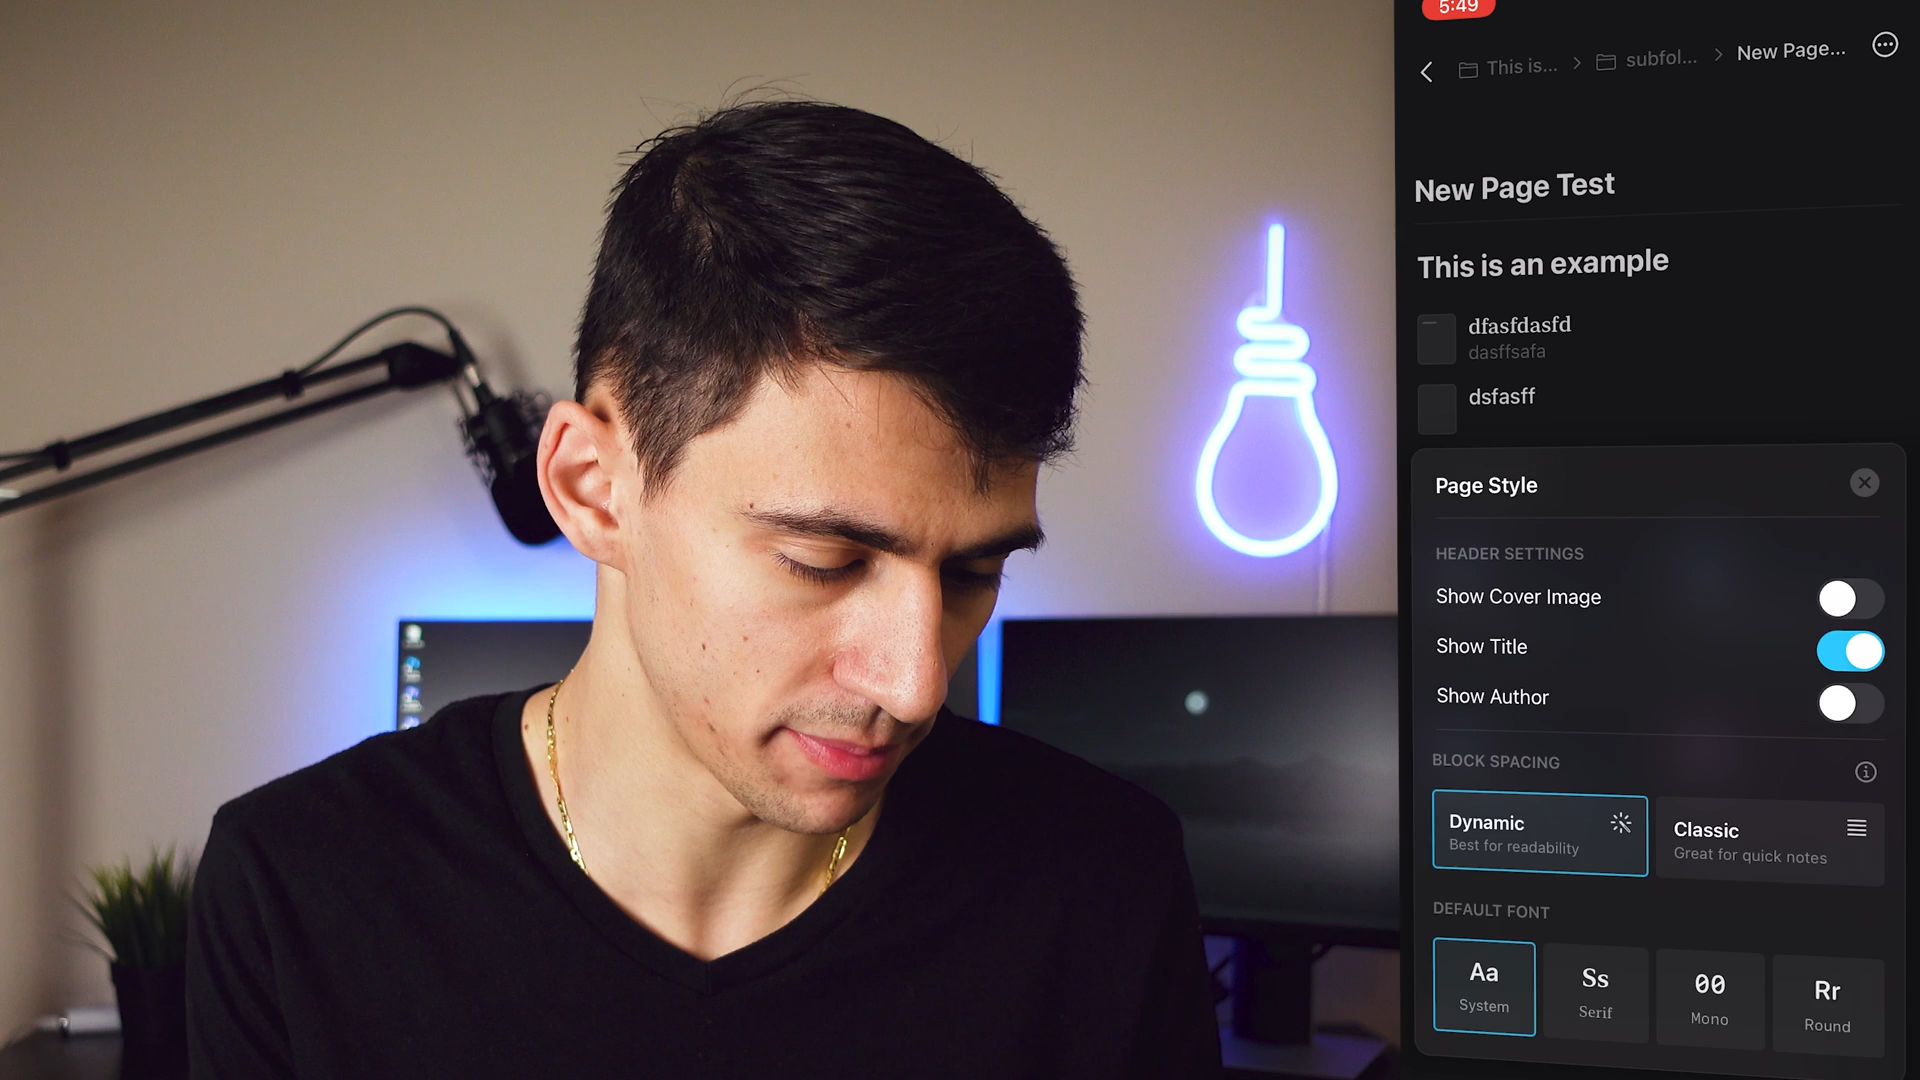 5:49
This is... > subfol... > New Page...
New Page Test
This is an example
dfasfdasfd
dasffsafa
dsfasff
Page Style
HEADER SETTINGS
Show Cover Image
Show Title
Show Author
BLOCK SPACING
Dynamic
Best for readability
Classic
Great for quick notes
DEFAULT FONT
Aa
System
Ss
Serif
00
Mono
Rr
Round